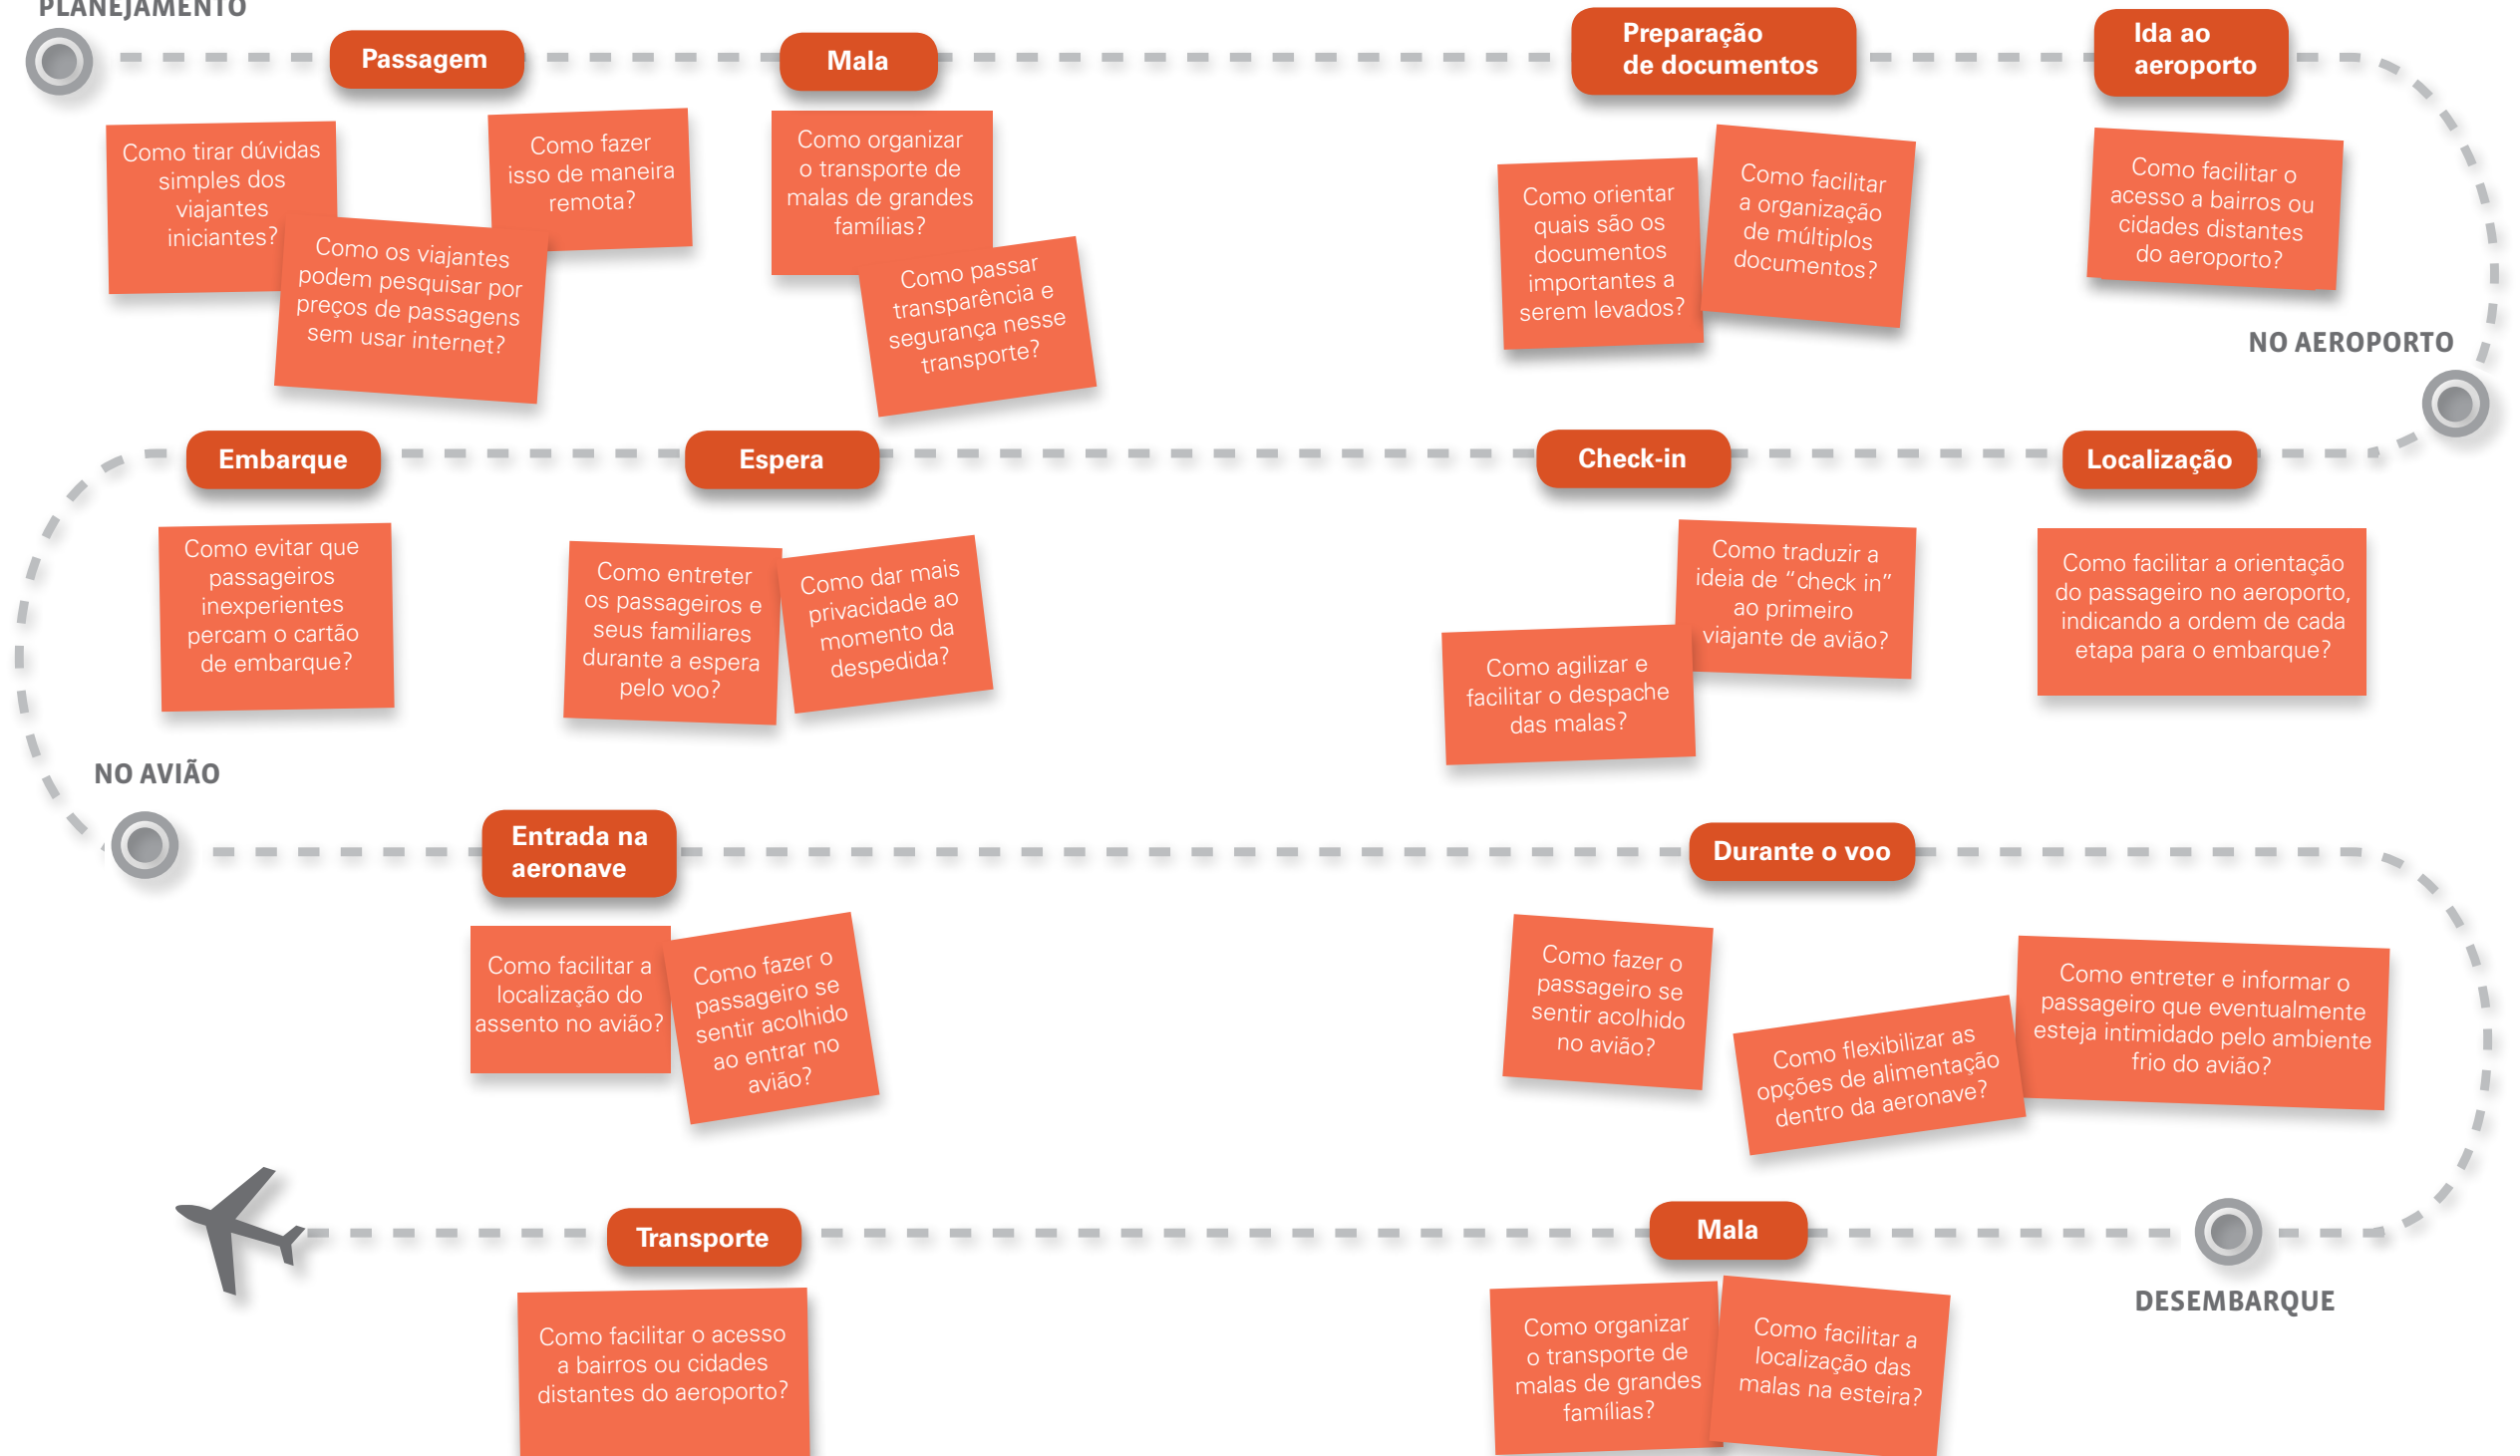 PLANEJAMENTO
Passagem
Como tirar dúvidas
simples dos
viajantes
iniciantes?
Como os viajantes
podem pesquisar por
preços de passagens
sem usar internet?
Como fazer
isso de maneira
remota?
Mala
Como organizar
o transporte de
malas de grandes
famílias?
Como passar
transparência e
segurança nesse
transporte?
Preparação
de documentos
Como orientar
quais são os
documentos
importantes a
serem levados?
Como facilitar
a organização
de múltiplos
documentos?
Ida ao
aeroporto
Como facilitar o
acesso a bairros ou
cidades distantes
do aeroporto?
NO AEROPORTO
Localização
Como facilitar a orientação
do passageiro no aeroporto,
indicando a ordem de cada
etapa para o embarque?
Check-in
Como traduzir a
ideia de “check in”
ao primeiro
viajante de avião?
Como agilizar e
facilitar o despache
das malas?
Espera
Como entreter
os passageiros e
seus familiares
durante a espera
pelo voo?
Como dar mais
privacidade ao
momento da
despedida?
Embarque
Como evitar que
passageiros
inexperientes
percam o cartão
de embarque?
NO AVIÃO
Entrada na
aeronave
Como facilitar a
localização do
assento no avião?
Como fazer o
passageiro se
sentir acolhido
ao entrar no
avião?
Durante o voo
Como fazer o
passageiro se
sentir acolhido
no avião?
Como flexibilizar as
opções de alimentação
dentro da aeronave?
Como entreter e informar o
passageiro que eventualmente
esteja intimidado pelo ambiente
frio do avião?
DESEMBARQUE
Mala
Como organizar
o transporte de
malas de grandes
famílias?
Como facilitar a
localização das
malas na esteira?
Transporte
Como facilitar o acesso
a bairros ou cidades
distantes do aeroporto?